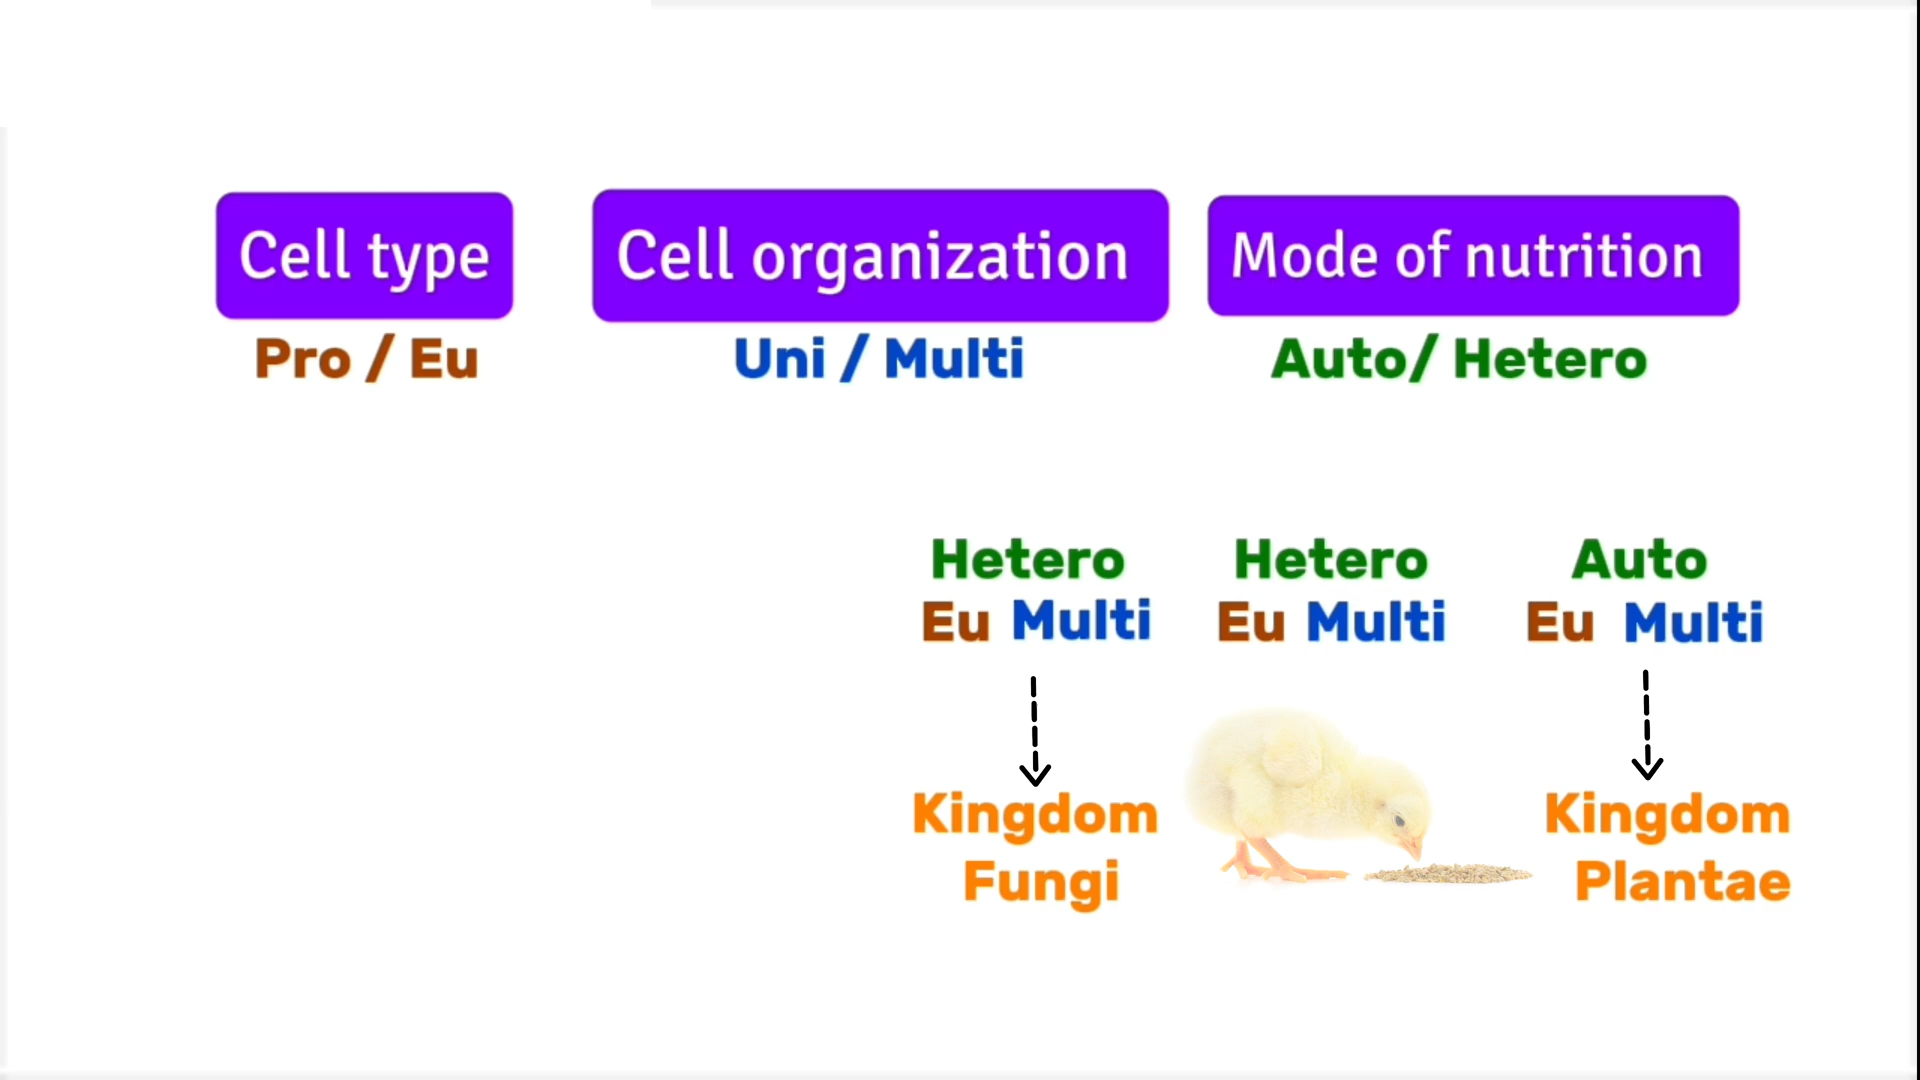 Cell type
Cell organization
Mode of nutrition
Pro / Eu
Uni / Multi
Auto/ Hetero
Hetero
Eu Multi
Hetero
Eu Multi
Auto
Eu Multi
Kingdom
Fungi
Kingdom
Plantae